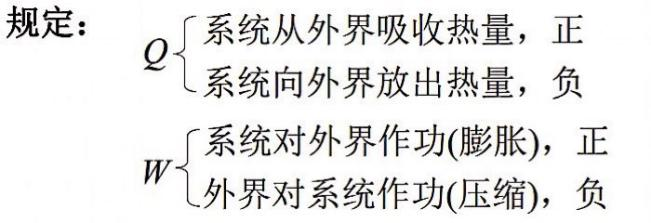 规定：
Q 系统从外界吸收热量，正
系统向外界放出热量，负
W 系统对外界作功(膨胀)，正
外界对系统作功(压缩)，负